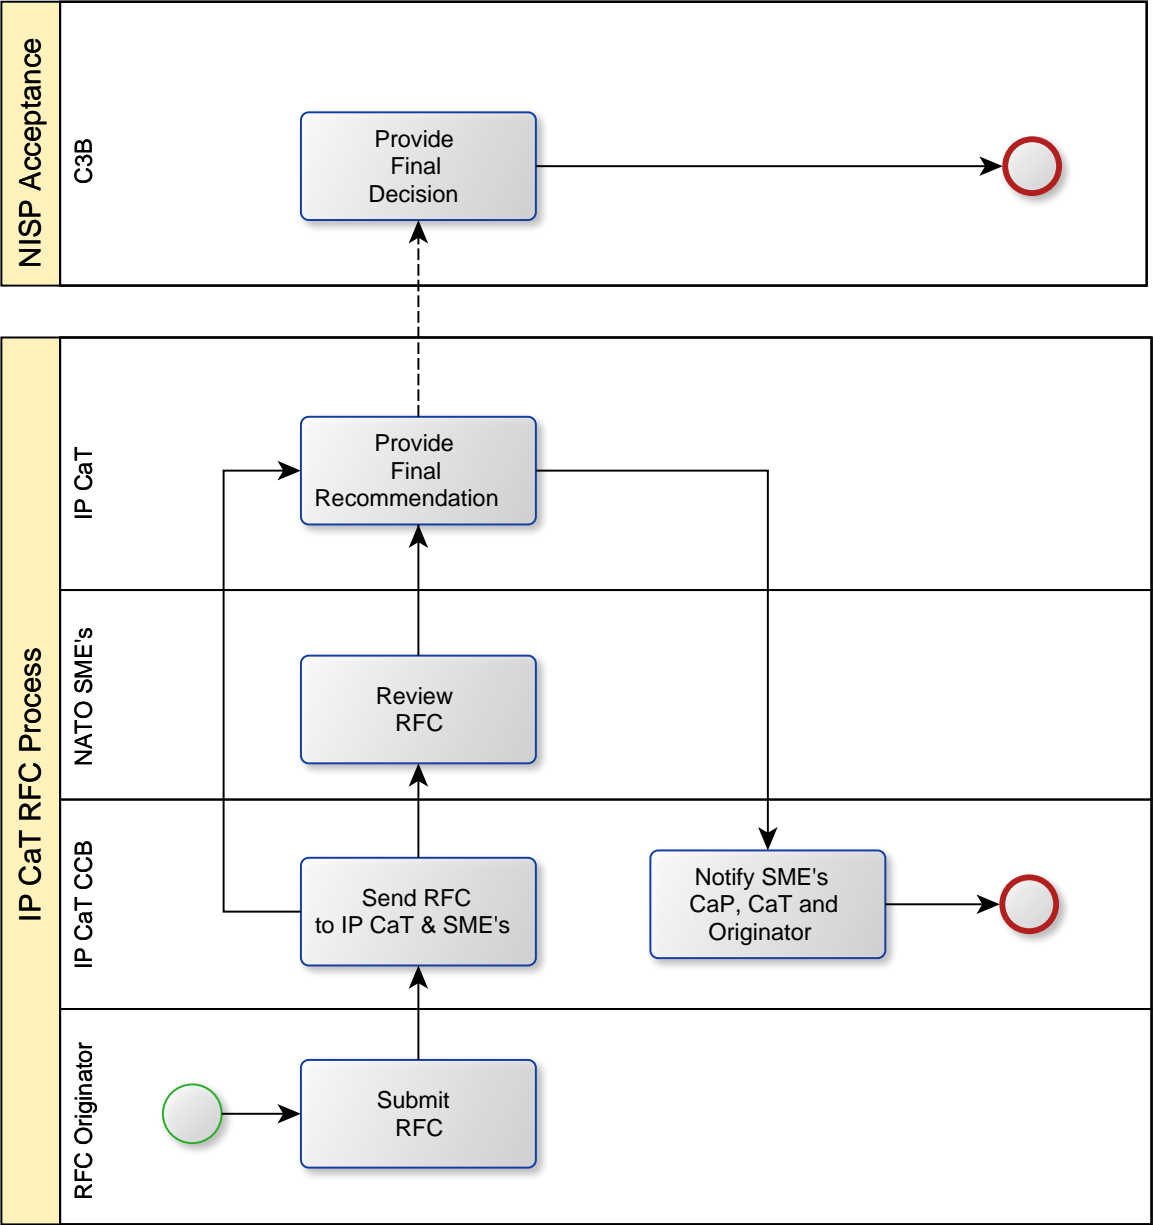 NISP Acceptance
C3B
Provide
Final
Decision
IP CaT RFC Process
IP CaT
Provide
Final
Recommendation
NATO SME's
Review
RFC
IP CaT CCB
Send RFC
to IP CaT & SME's
Notify SME's
CaP, CaT and
Originator
RFC Originator
Submit
RFC